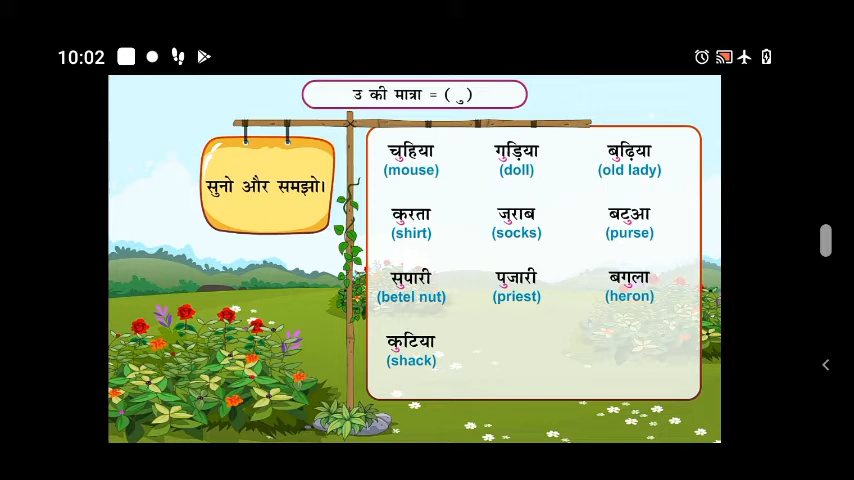 10:02
उ की मात्रा = ( ु )
सुनो और समझो।
चुहिया गुड़िया बुढ़िया
(mouse) (doll) (old lady)
कुरता जुराब बटुआ
(shirt) (socks) (purse)
सुपारी पुजारी बगुला
(betel nut) (priest) (heron)
कुटिया
(shack)